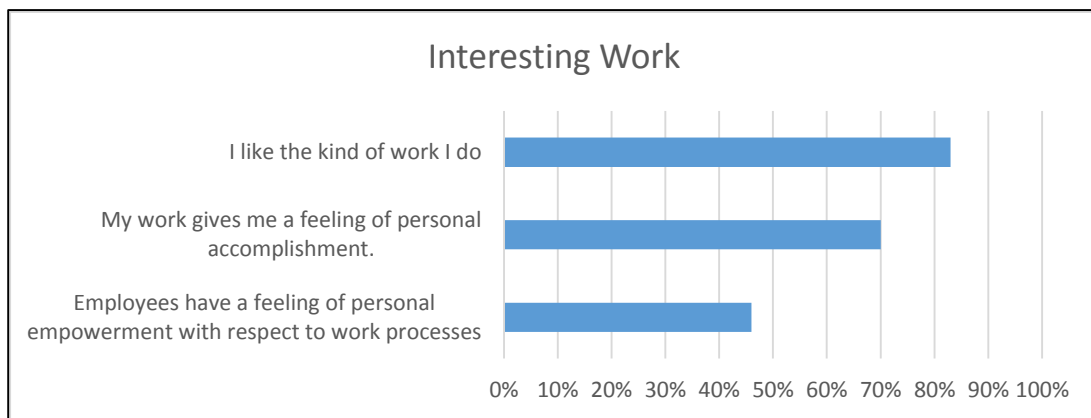 Interesting Work
I like the kind of work I do
My work gives me a feeling of personal
accomplishment.
Employees have a feeling of personal
empowerment with respect to work processes
0% 10% 20% 30% 40% 50% 60% 70% 80% 90% 100%